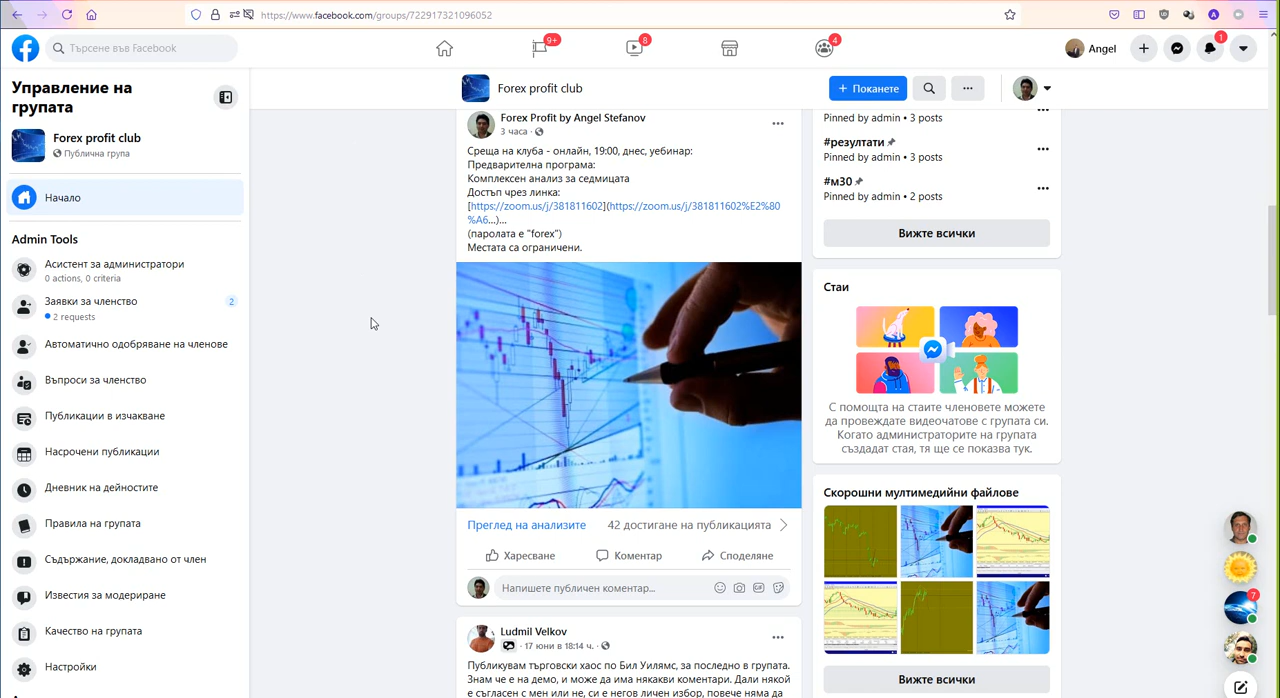 https://www.facebook.com/groups/722917321096052
Търсене във Facebook
9+
8
4
Angel
1
Управление на
групата
Forex profit club
Публична група
Начало
Admin Tools
Асистент за администратори
0 actions, 0 criteria
Заявки за членство
2
2 requests
Автоматично одобряване на членове
Въпроси за членство
Публикации в изчакване
Насрочени публикации
Дневник на дейностите
Правила на групата
Съдържание, докладвано от член
Известия за модериране
Качество на групата
Настройки
Forex profit club
+ Поканете
Forex Profit by Angel Stefanov
3 часа ·
Среща на клуба - онлайн, 19:00, днес, уебинар:
Предварителна програма:
Комплексен анализ за седмицата
Достъп чрез линка:
[https://zoom.us/j/381811602](https://zoom.us/j/381811602%E2%80
%A6...)...
(паролата е "forex")
Местата са ограничени.
Преглед на анализите
42 достигане на публикацията
Харесване
Коментар
Споделяне
Напишете публичен коментар...
GIF
Ludmil Velkov
· 17 юни в 18:14 ч. ·
Публикувам търговски хаос по Бил Уилямс, за последно в групата.
Знам че е на демо, и може да има някакви коментари. Дали някой
е съгласен с мен или не, си е негов личен избор, повече няма да
Pinned by admin • 3 posts
#резултати
Pinned by admin • 3 posts
#м30
Pinned by admin • 2 posts
Вижте всички
Стаи
С помощта на стаите членовете можете
да провеждате видеочатове с групата си.
Когато администраторите на групата
създадат стая, тя ще се показва тук.
Скорошни мултимедийни файлове
Вижте всички
7